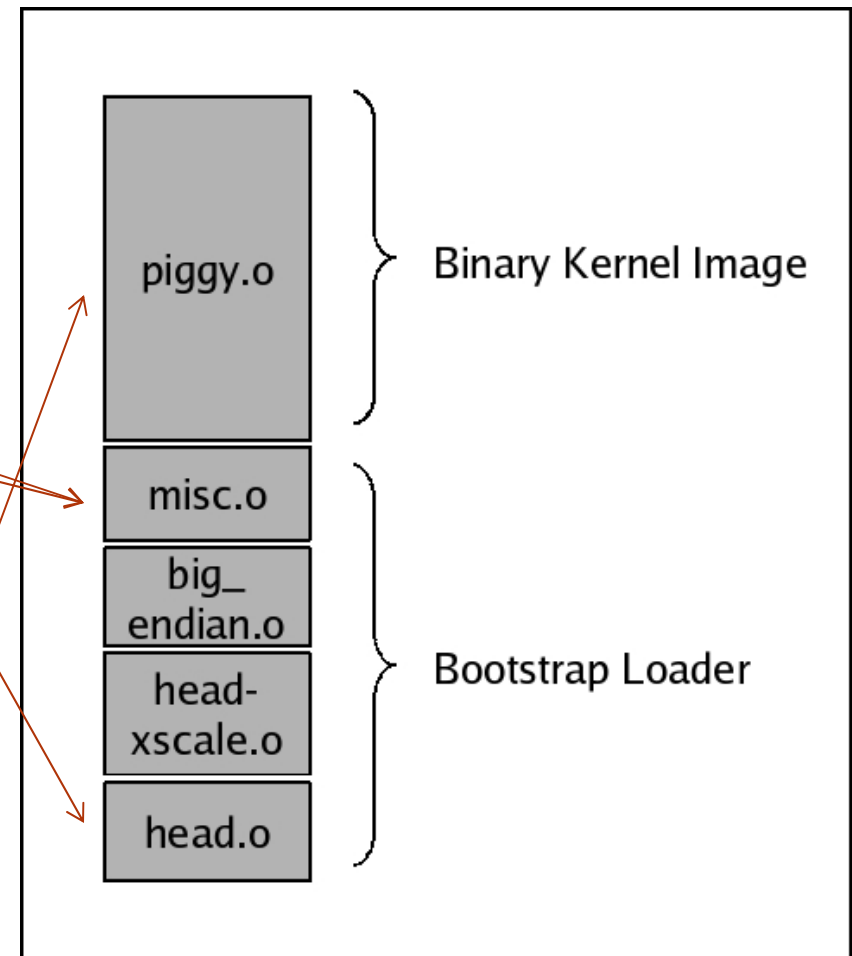 piggy.o
Binary Kernel Image
misc.o
big_
endian.o
head-
xscale.o
Bootstrap Loader
head.o